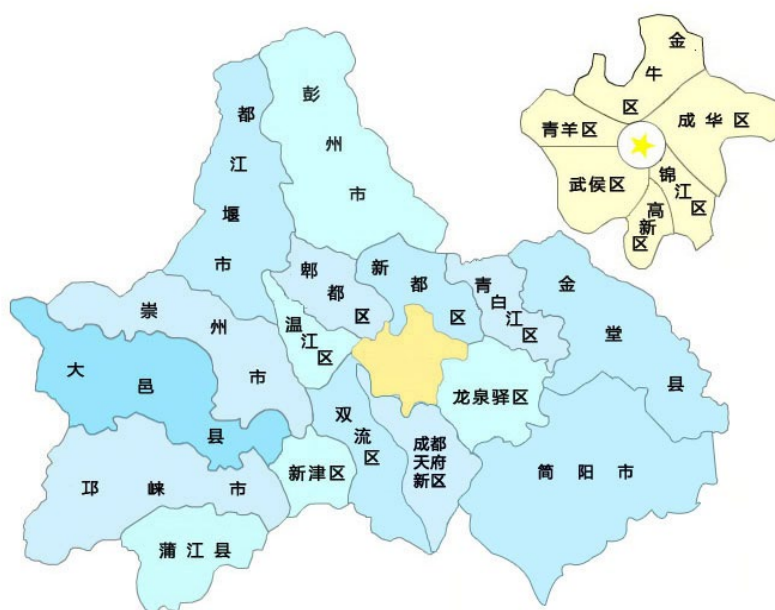 金牛区
青羊区
成华区
武侯区
锦江区
高新区
彭州市
都江堰市
郫都区
新都区
青白江区
金堂县
崇州市
温江区
大邑县
双流区
龙泉驿区
成都
天府
新区
新津区
简阳市
邛崃市
蒲江县